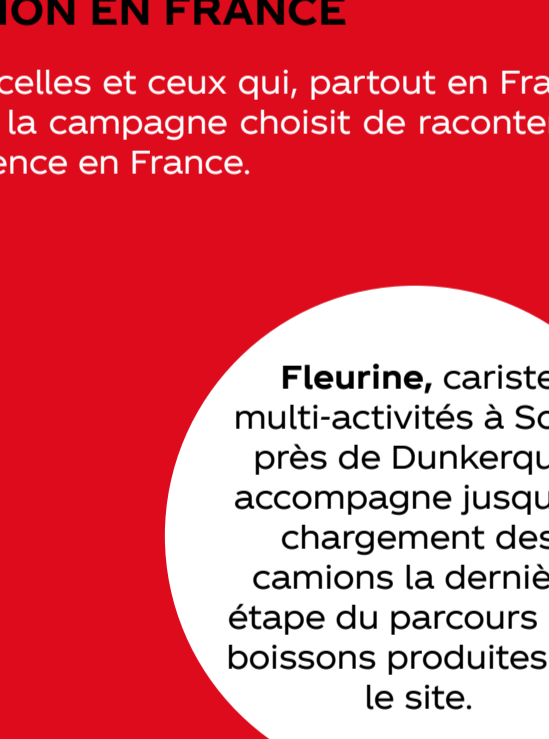 ION EN FRANCE
celles et ceux qui, partout en Fra
la campagne choisit de raconte
ence en France.
Fleurine, cariste
multi-activités à So
près de Dunkerqu
accompagne jusqu
chargement des
camions la derniè
étape du parcours
boissons produites
le site.